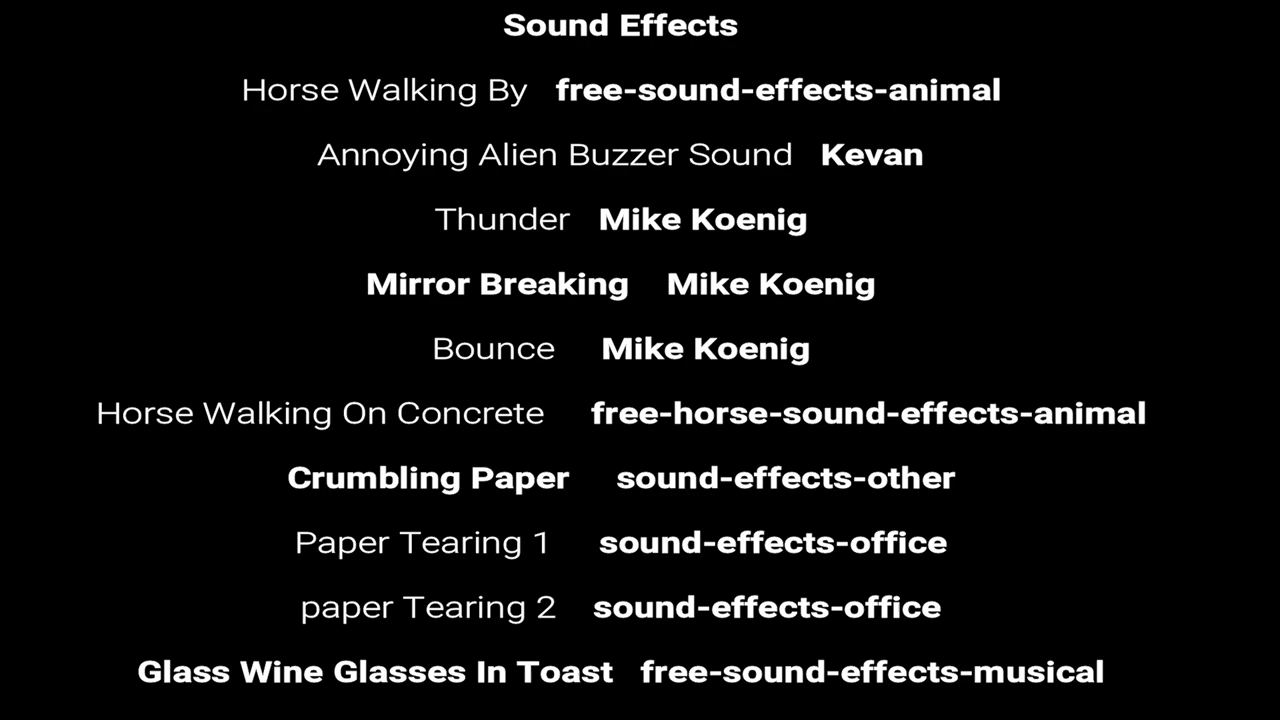 Sound Effects
Horse Walking By free-sound-effects-animal
Annoying Alien Buzzer Sound Kevan
Thunder Mike Koenig
Mirror Breaking Mike Koenig
Bounce Mike Koenig
Horse Walking On Concrete free-horse-sound-effects-animal
Crumbling Paper sound-effects-other
Paper Tearing 1 sound-effects-office
paper Tearing 2 sound-effects-office
Glass Wine Glasses In Toast free-sound-effects-musical